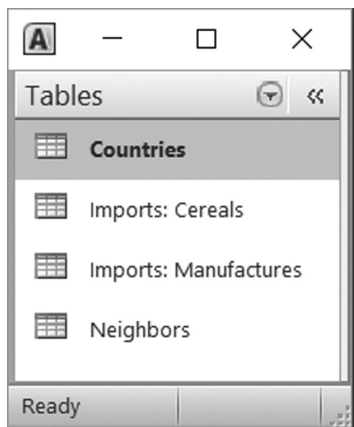 A
Tables
Countries
Imports: Cereals
Imports: Manufactures
Neighbors
Ready